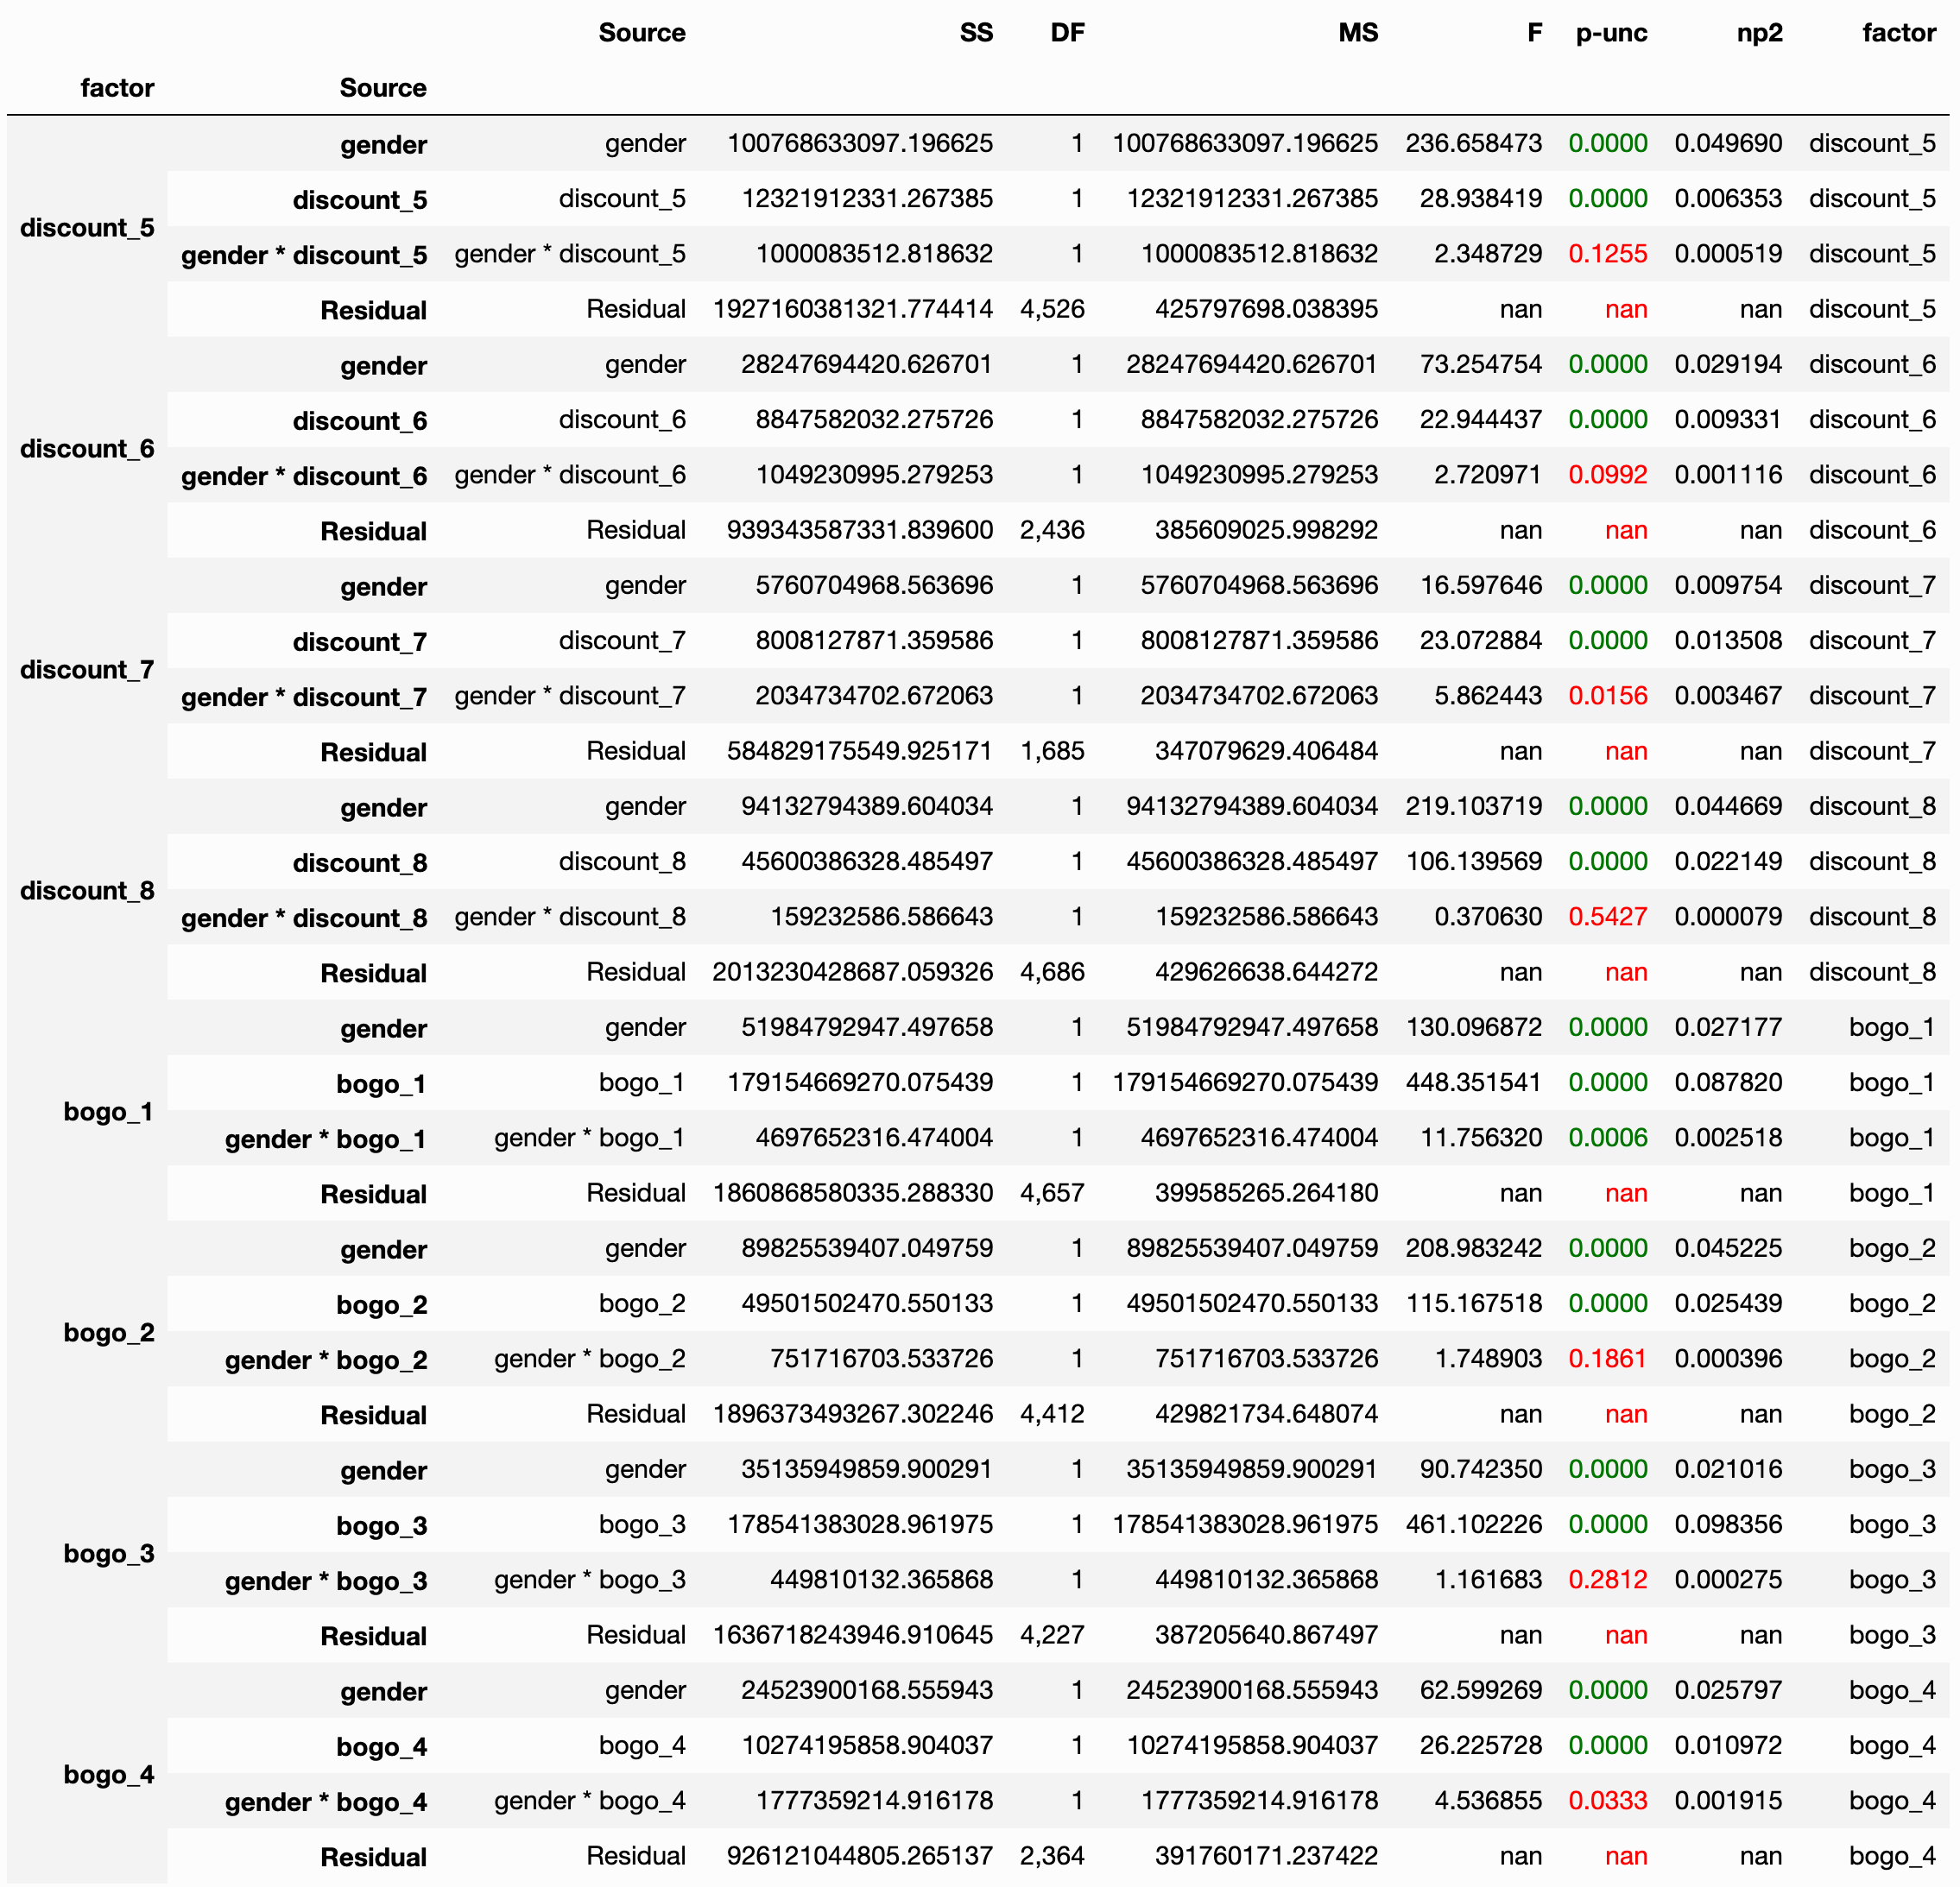 Source SS DF MS F p-unc np2 factor
factor Source
discount_5 gender gender 100768633097.196625 1 100768633097.196625 236.658473 0.0000 0.049690 discount_5
discount_5 discount_5 12321912331.267385 1 12321912331.267385 28.938419 0.0000 0.006353 discount_5
gender * discount_5 gender * discount_5 1000083512.818632 1 1000083512.818632 2.348729 0.1255 0.000519 discount_5
Residual Residual 1927160381321.774414 4,526 425797698.038395 nan nan nan discount_5
discount_6 gender gender 28247694420.626701 1 28247694420.626701 73.254754 0.0000 0.029194 discount_6
discount_6 discount_6 8847582032.275726 1 8847582032.275726 22.944437 0.0000 0.009331 discount_6
gender * discount_6 gender * discount_6 1049230995.279253 1 1049230995.279253 2.720971 0.0992 0.001116 discount_6
Residual Residual 939343587331.839600 2,436 385609025.998292 nan nan nan discount_6
discount_7 gender gender 5760704968.563696 1 5760704968.563696 16.597646 0.0000 0.009754 discount_7
discount_7 discount_7 8008127871.359586 1 8008127871.359586 23.072884 0.0000 0.013508 discount_7
gender * discount_7 gender * discount_7 2034734702.672063 1 2034734702.672063 5.862443 0.0156 0.003467 discount_7
Residual Residual 584829175549.925171 1,685 347079629.406484 nan nan nan discount_7
discount_8 gender gender 94132794389.604034 1 94132794389.604034 219.103719 0.0000 0.044669 discount_8
discount_8 discount_8 45600386328.485497 1 45600386328.485497 106.139569 0.0000 0.022149 discount_8
gender * discount_8 gender * discount_8 159232586.586643 1 159232586.586643 0.370630 0.5427 0.000079 discount_8
Residual Residual 2013230428687.059326 4,686 429626638.644272 nan nan nan discount_8
bogo_1 gender gender 51984792947.497658 1 51984792947.497658 130.096872 0.0000 0.027177 bogo_1
bogo_1 bogo_1 179154669270.075439 1 179154669270.075439 448.351541 0.0000 0.087820 bogo_1
gender * bogo_1 gender * bogo_1 4697652316.474004 1 4697652316.474004 11.756320 0.0006 0.002518 bogo_1
Residual Residual 1860868580335.288330 4,657 399585265.264180 nan nan nan bogo_1
bogo_2 gender gender 89825539407.049759 1 89825539407.049759 208.983242 0.0000 0.045225 bogo_2
bogo_2 bogo_2 49501502470.550133 1 49501502470.550133 115.167518 0.0000 0.025439 bogo_2
gender * bogo_2 gender * bogo_2 751716703.533726 1 751716703.533726 1.748903 0.1861 0.000396 bogo_2
Residual Residual 1896373493267.302246 4,412 429821734.648074 nan nan nan bogo_2
bogo_3 gender gender 35135949859.900291 1 35135949859.900291 90.742350 0.0000 0.021016 bogo_3
bogo_3 bogo_3 178541383028.961975 1 178541383028.961975 461.102226 0.0000 0.098356 bogo_3
gender * bogo_3 gender * bogo_3 449810132.365868 1 449810132.365868 1.161683 0.2812 0.000275 bogo_3
Residual Residual 1636718243946.910645 4,227 387205640.867497 nan nan nan bogo_3
bogo_4 gender gender 24523900168.555943 1 24523900168.555943 62.599269 0.0000 0.025797 bogo_4
bogo_4 bogo_4 10274195858.904037 1 10274195858.904037 26.225728 0.0000 0.010972 bogo_4
gender * bogo_4 gender * bogo_4 1777359214.916178 1 1777359214.916178 4.536855 0.0333 0.001915 bogo_4
Residual Residual 926121044805.265137 2,364 391760171.237422 nan nan nan bogo_4